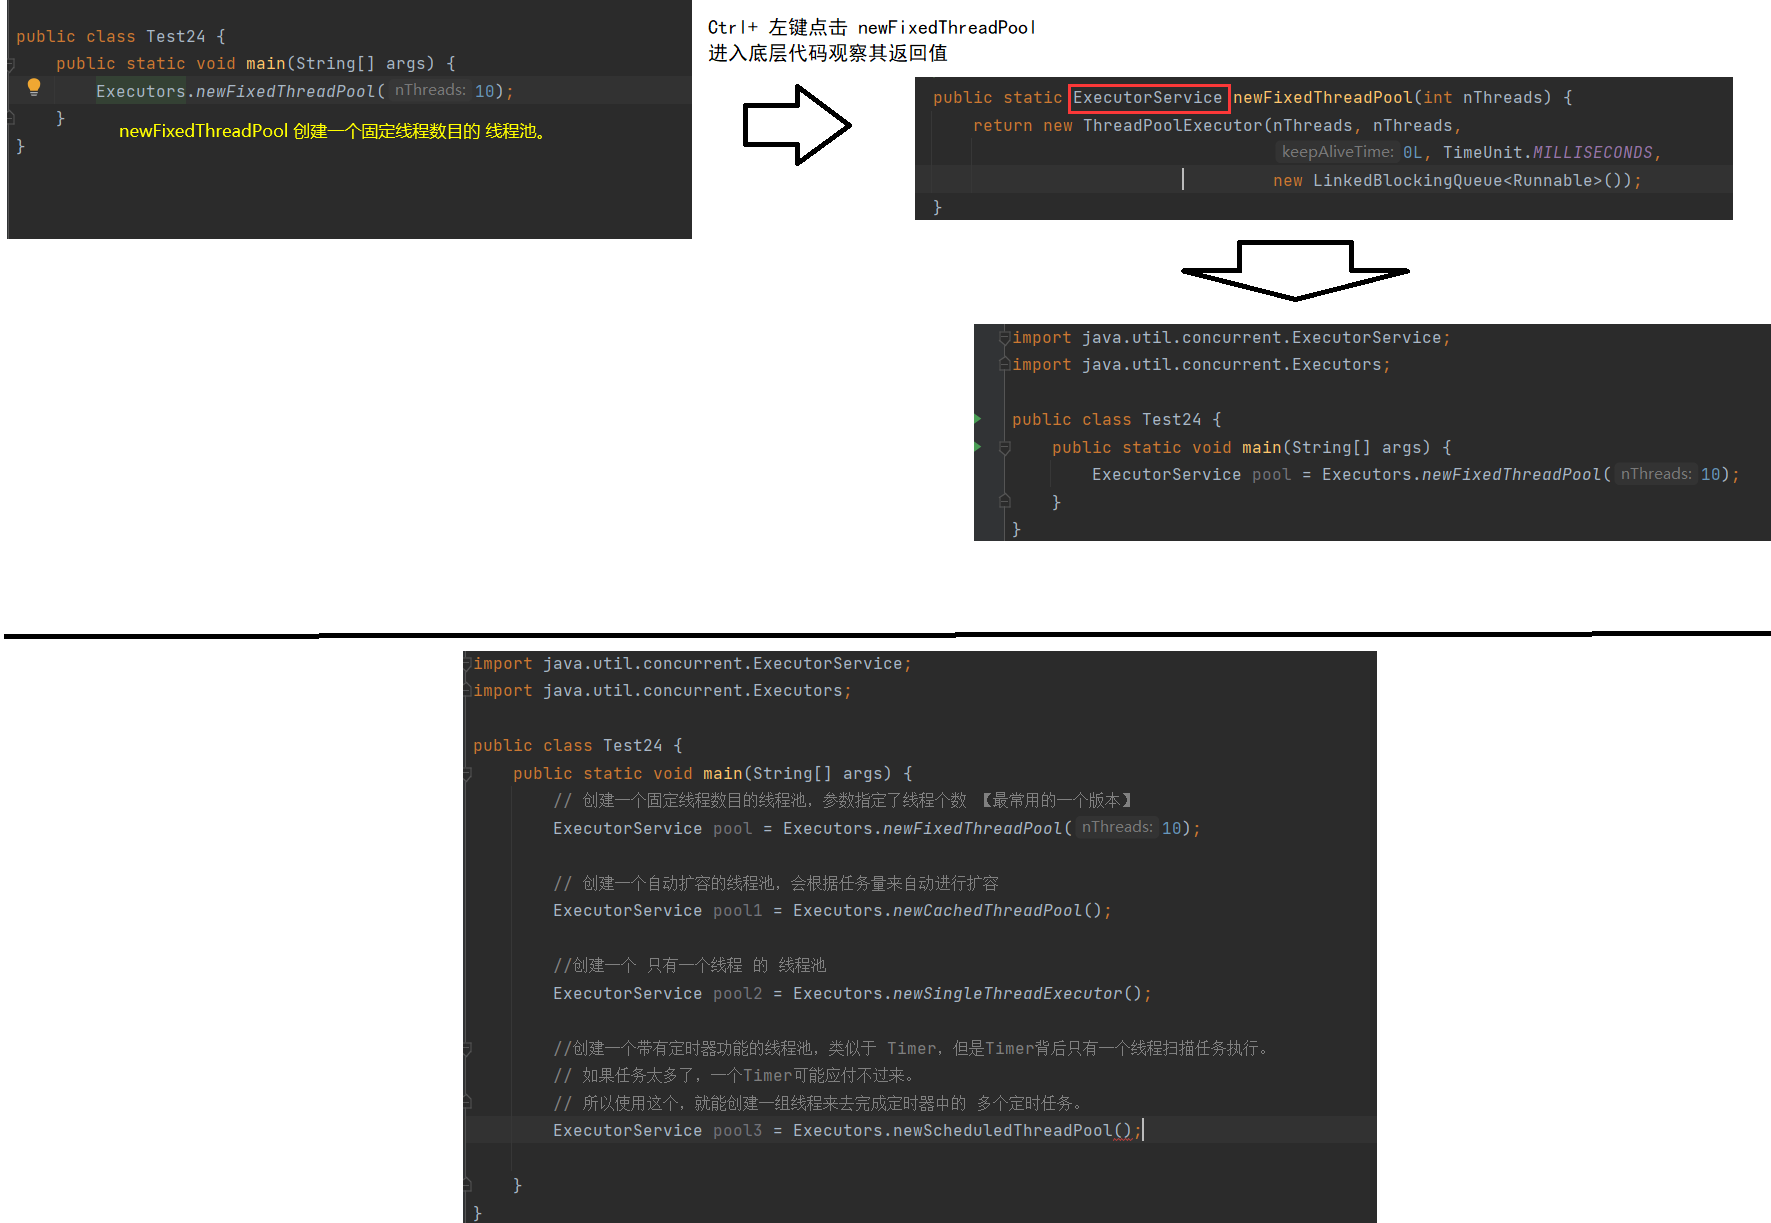 public class Test24 {
public static void main(String[] args) {
Executors.newFixedThreadPool( nThreads: 10);
}
newFixedThreadPool 创建一个固定线程数目的 线程池。
}
Ctrl+ 左键点击 newFixedThreadPool
进入底层代码观察其返回值
public static ExecutorService newFixedThreadPool(int nThreads) {
return new ThreadPoolExecutor(nThreads, nThreads,
keepAliveTime: 0L, TimeUnit.MILLISECONDS,
new LinkedBlockingQueue<Runnable>());
}
import java.util.concurrent.ExecutorService;
import java.util.concurrent.Executors;
public class Test24 {
public static void main(String[] args) {
ExecutorService pool = Executors.newFixedThreadPool( nThreads: 10);
}
}
import java.util.concurrent.ExecutorService;
import java.util.concurrent.Executors;
public class Test24 {
public static void main(String[] args) {
// 创建一个固定线程数目的线程池，参数指定了线程个数 【最常用的一个版本】
ExecutorService pool = Executors.newFixedThreadPool( nThreads: 10);
// 创建一个自动扩容的线程池，会根据任务量来自动进行扩容
ExecutorService pool1 = Executors.newCachedThreadPool();
//创建一个 只有一个线程 的 线程池
ExecutorService pool2 = Executors.newSingleThreadExecutor();
//创建一个带有定时器功能的线程池，类似于 Timer，但是Timer背后只有一个线程扫描任务执行。
// 如果任务太多了，一个Timer可能应付不过来。
// 所以使用这个，就能创建一组线程来去完成定时器中的 多个定时任务。
ExecutorService pool3 = Executors.newScheduledThreadPool();
}
}